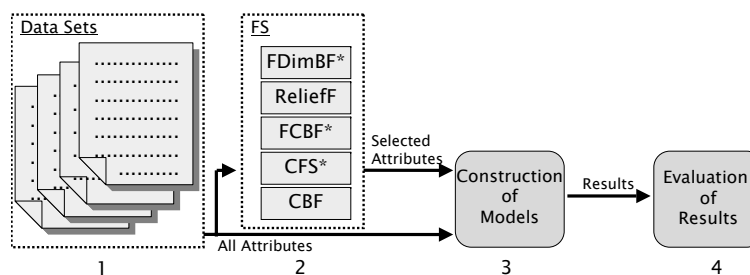 Data Sets
FS
FDimBF*
ReliefF
FCBF*
CFS*
CBF
Selected
Attributes
All Attributes
Construction
of
Models
Results
Evaluation
of
Results
1
2
3
4